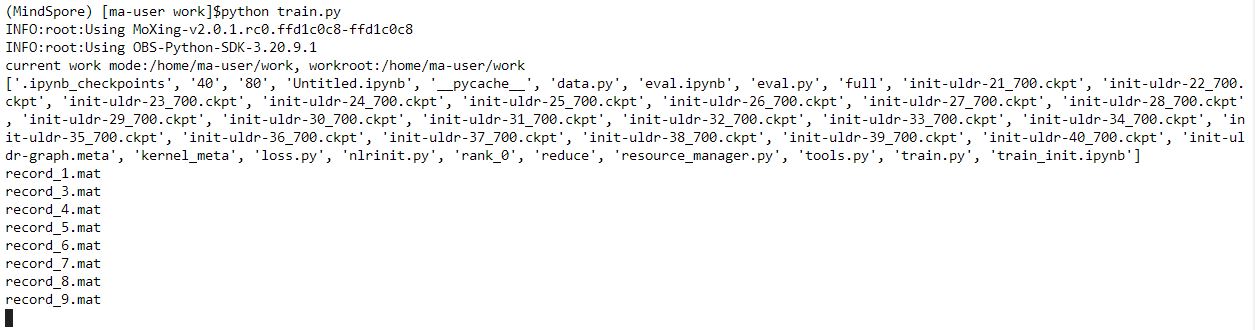 (MindSpore) [ma-user work]$python train.py
INFO:root:Using MoXing-v2.0.1.rc0.ffd1c0c8-ffd1c0c8
INFO:root:Using OBS-Python-SDK-3.20.9.1
current work mode:/home/ma-user/work, workroot:/home/ma-user/work
['.ipynb_checkpoints', '40', '80', 'Untitled.ipynb', '__pycache__', 'data.py', 'eval.ipynb', 'eval.py', 'full', 'init-uldr-21_700.ckpt', 'init-uldr-22_700.
ckpt', 'init-uldr-23_700.ckpt', 'init-uldr-24_700.ckpt', 'init-uldr-25_700.ckpt', 'init-uldr-26_700.ckpt', 'init-uldr-27_700.ckpt', 'init-uldr-28_700.ckpt'
, 'init-uldr-29_700.ckpt', 'init-uldr-30_700.ckpt', 'init-uldr-31_700.ckpt', 'init-uldr-32_700.ckpt', 'init-uldr-33_700.ckpt', 'init-uldr-34_700.ckpt', 'in
it-uldr-35_700.ckpt', 'init-uldr-36_700.ckpt', 'init-uldr-37_700.ckpt', 'init-uldr-38_700.ckpt', 'init-uldr-39_700.ckpt', 'init-uldr-40_700.ckpt', 'init-ul
dr-graph.meta', 'kernel_meta', 'loss.py', 'nlrinit.py', 'rank_0', 'reduce', 'resource_manager.py', 'tools.py', 'train.py', 'train_init.ipynb']
record_1.mat
record_3.mat
record_4.mat
record_5.mat
record_6.mat
record_7.mat
record_8.mat
record_9.mat